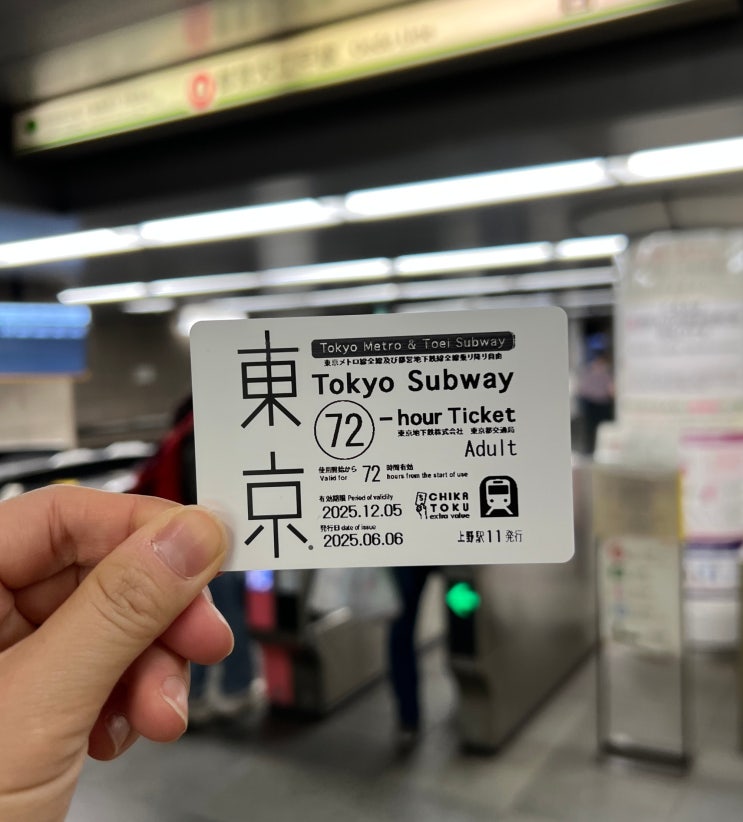 東京
Tokyo Metro & Toei Subway
東京メトロ線全線及び都営地下鉄線全線乗り降り自由
Tokyo Subway
72-hour Ticket
東京地下鉄株式会社 東京都交通局
Adult
使用開始から 72 時間有効
Valid for hours from the start of use
有効期限 Period of validity
2025.12.05
CHIKA
TOKU
extra value
発行日 date of issue
2025.06.06
上野駅11発行